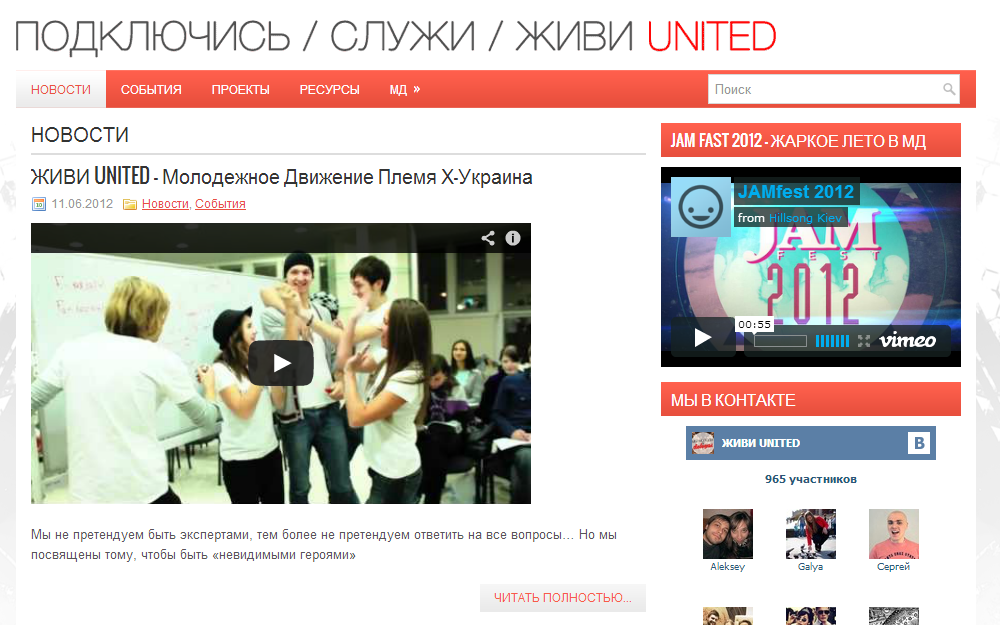 ПОДКЛЮЧИСЬ / СЛУЖИ / ЖИВИ UNITED
НОВОСТИ СОБЫТИЯ ПРОЕКТЫ РЕСУРСЫ МД »
Поиск
НОВОСТИ
ЖИВИ UNITED - Молодежное Движение Племя Х-Украина
11.06.2012 Новости, События
Мы не претендуем быть экспертами, тем более не претендуем ответить на все вопросы… Но мы
посвящены тому, чтобы быть «невидимыми героями»
ЧИТАТЬ ПОЛНОСТЬЮ...
JAM FAST 2012 - ЖАРКОЕ ЛЕТО В МД
JAMfest 2012
from Hillsong Kiev
JAM
FEST
2012
00:55
vimeo
МЫ В КОНТАКТЕ
ЖИВИ UNITED
B
965 участников
Aleksey Galya Сергей